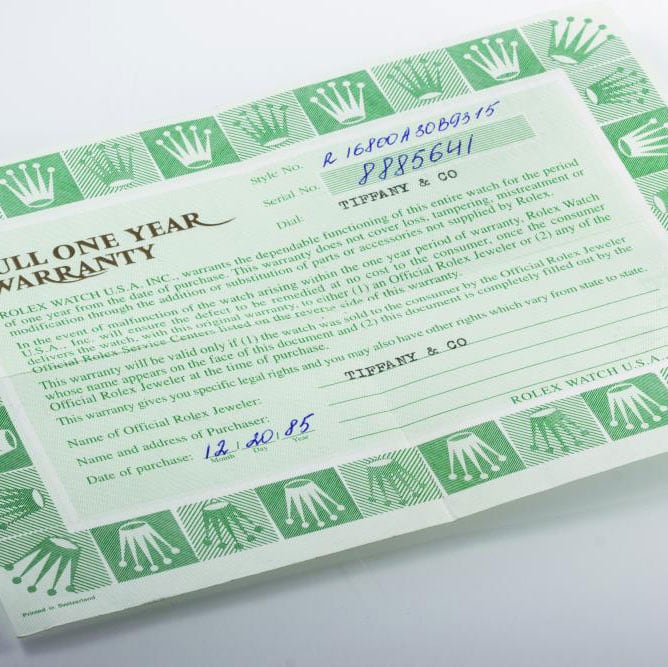 Style No. R 16800A30B9315
Serial No. 8885641
Dial: TIFFANY & CO
ULL ONE YEAR
WARRANTY
ROLEX WATCH U.S.A. INC., warrants the dependable functioning of this entire watch for the period
of one year from the date of purchase. This warranty does not cover loss, tampering, mistreatment or
modification through the addition or substitution of parts or accessories not supplied by Rolex.
In the event of malfunction of the watch arising within the one year period of warranty, Rolex Watch
U.S.A., Inc. will ensure the defect to be remedied at no cost to the consumer, once the consumer
delivers the watch, with this original warranty, to either (1) an Official Rolex Jeweler or (2) any of the
Official Rolex Service Centers listed on the reverse side of this warranty.
This warranty will be valid only if (1) the watch was sold to the consumer by the Official Rolex Jeweler
whose name appears on the face of this document and (2) this document is completely filled out by the
Official Rolex Jeweler at the time of purchase.
This warranty gives you specific legal rights and you may also have other rights which vary from state to state.
Name of Official Rolex Jeweler: TIFFANY & CO
Name and address of Purchaser:
Date of purchase: 12 20 85
Month Day Year
ROLEX WATCH U.S.A.
Printed in Switzerland